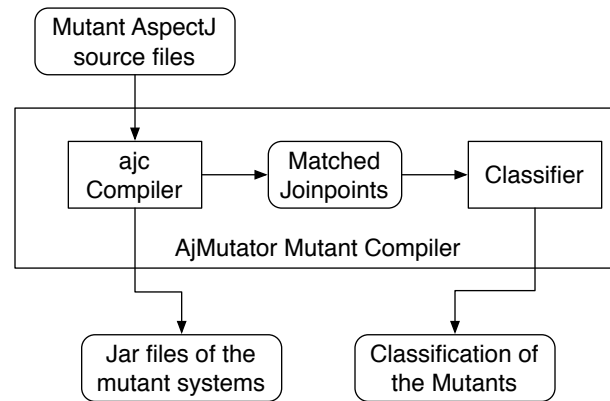 Mutant AspectJ
source files
ajc
Compiler
Matched
Joinpoints
Classifier
AjMutator Mutant Compiler
Jar files of the
mutant systems
Classification of
the Mutants